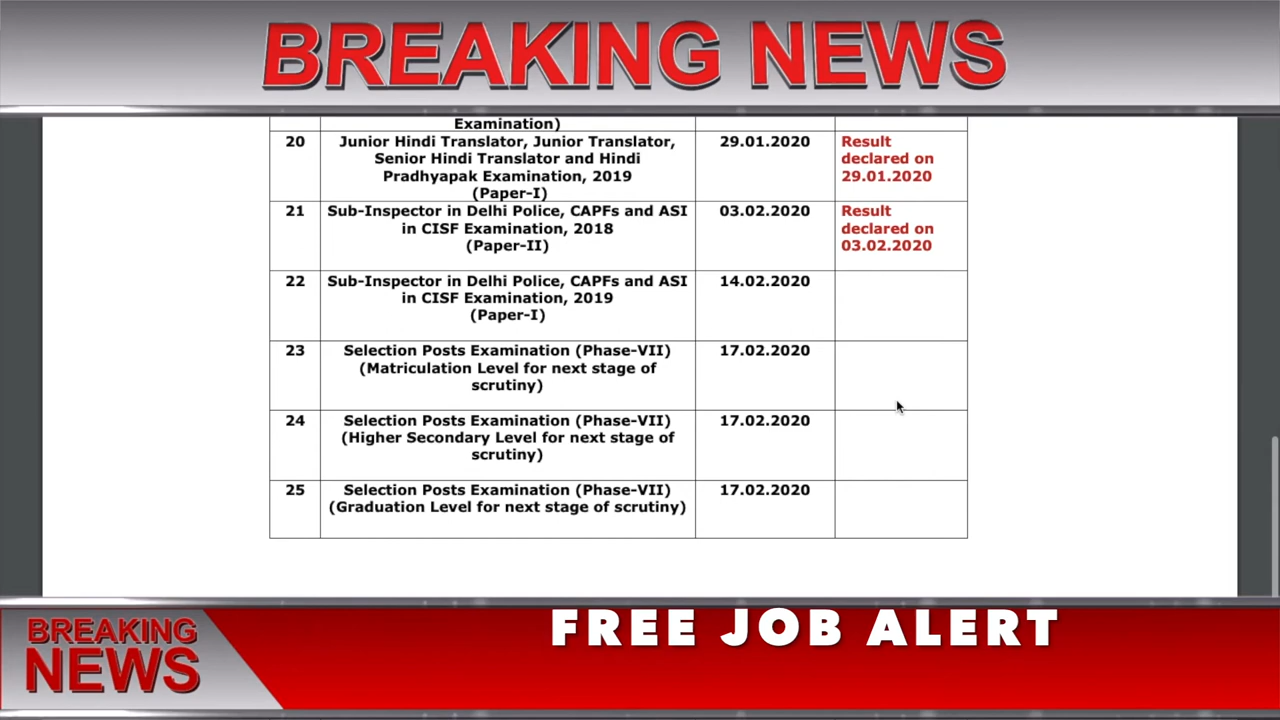 BREAKING NEWS
Examination)
20 Junior Hindi Translator, Junior Translator, 29.01.2020 Result
Senior Hindi Translator and Hindi declared on
Pradhyapak Examination, 2019 29.01.2020
(Paper-I)
21 Sub-Inspector in Delhi Police, CAPFs and ASI 03.02.2020 Result
in CISF Examination, 2018 declared on
(Paper-II) 03.02.2020
22 Sub-Inspector in Delhi Police, CAPFs and ASI 14.02.2020
in CISF Examination, 2019
(Paper-I)
23 Selection Posts Examination (Phase-VII) 17.02.2020
(Matriculation Level for next stage of
scrutiny)
24 Selection Posts Examination (Phase-VII) 17.02.2020
(Higher Secondary Level for next stage of
scrutiny)
25 Selection Posts Examination (Phase-VII) 17.02.2020
(Graduation Level for next stage of scrutiny)
FREE JOB ALERT
BREAKING
NEWS